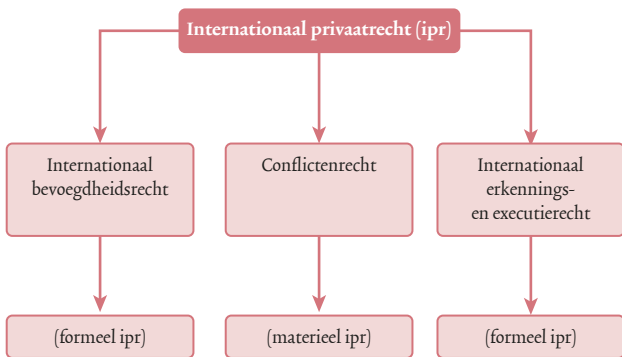 Internationaal privaatrecht (ipr)
Internationaal
bevoegdheidsrecht
Conflictenrecht
Internationaal
erkennings-
en executierecht
(formeel ipr)
(materieel ipr)
(formeel ipr)